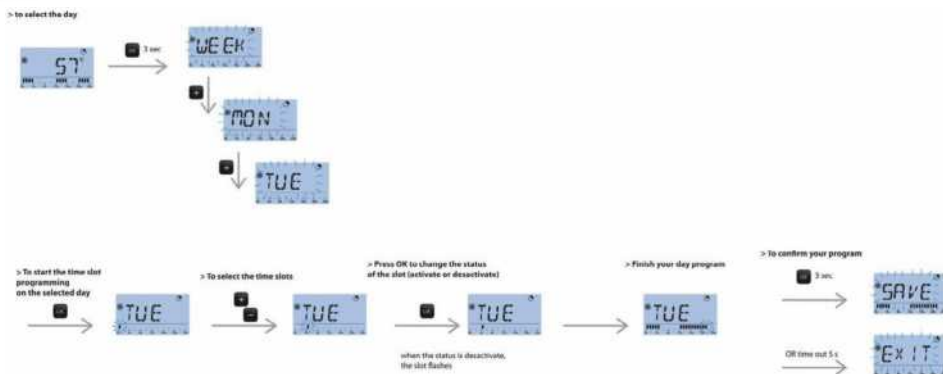 > to select the day
57°
3 sec
WEEK
+
MON
+
TUE
> To start the time slot
programming
on the selected day
OK
TUE
> To select the time slots
+
−
TUE
> Press OK to change the status
of the slot (activate or desactivate)
OK
TUE
when the status is desactivate,
the slot flashes
> Finish your day program
TUE
> To confirm your program
3 sec
SAVE
OR time out 5 s
EXIT